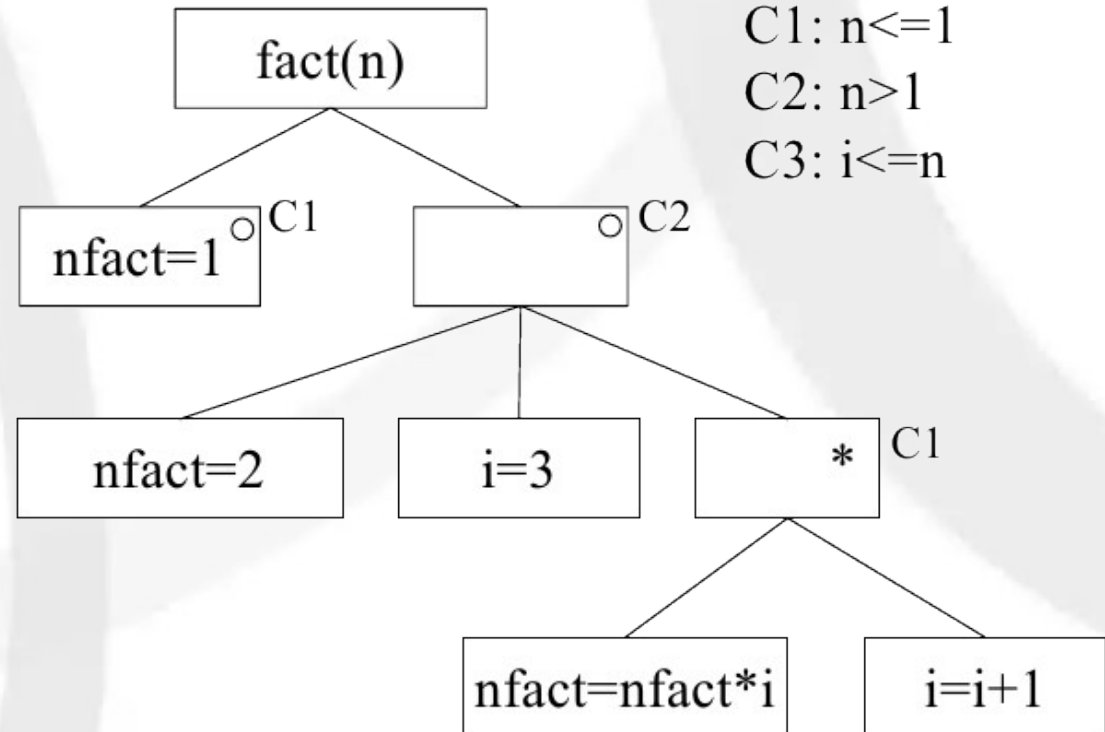 fact(n)
C1: n<=1
C2: n>1
C3: i<=n
nfact=1
C1
C2
nfact=2
i=3
*
C1
nfact=nfact*i
i=i+1